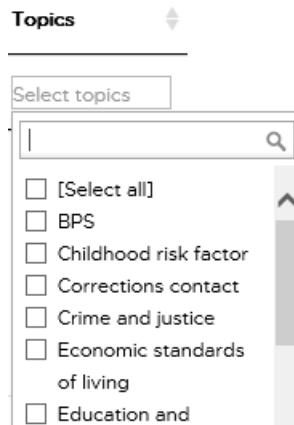 Topics
Select topics
[Select all]
BPS
Childhood risk factor
Corrections contact
Crime and justice
Economic standards
of living
Education and